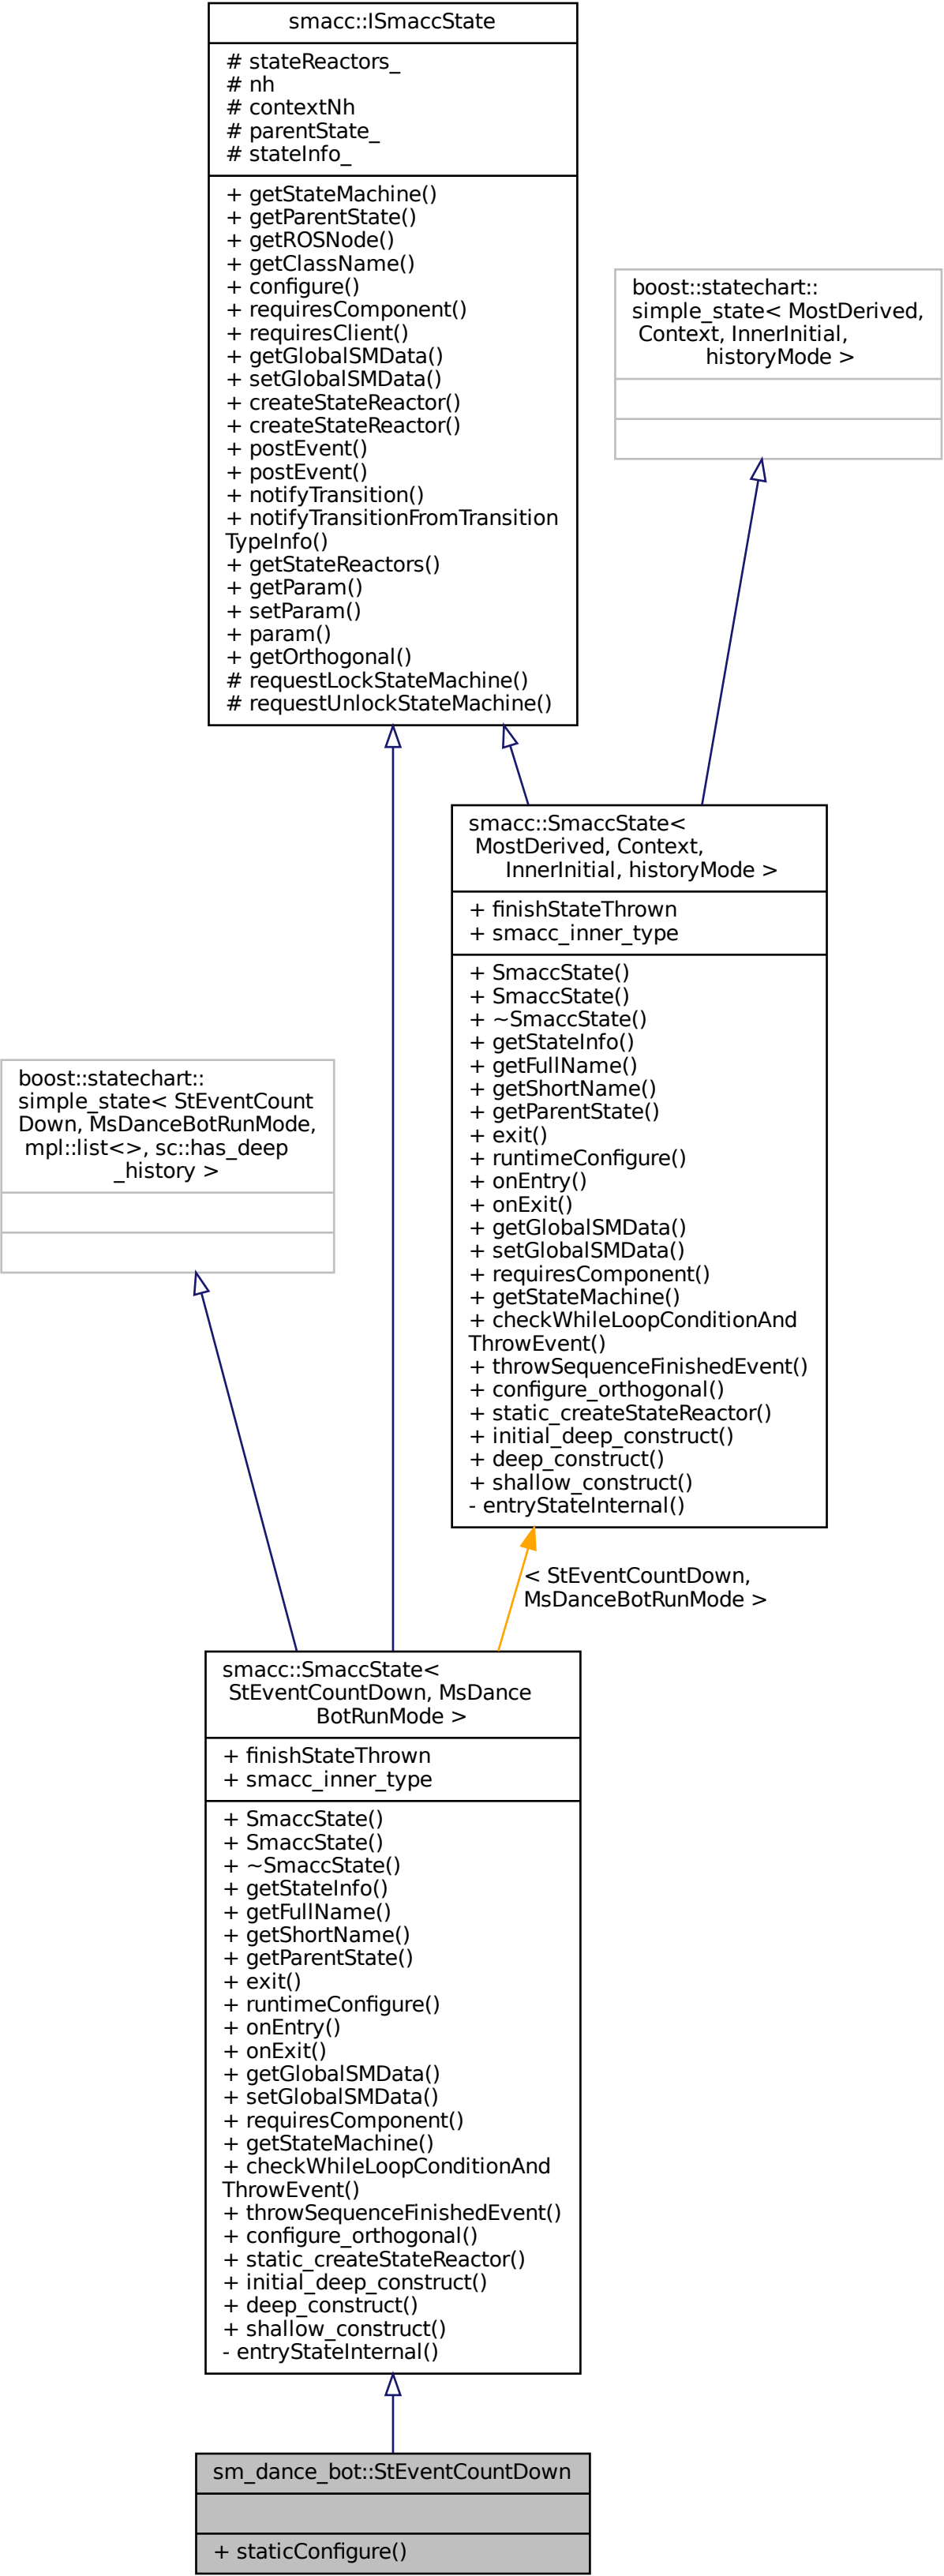 smacc::ISmaccState
# stateReactors_
# nh
# contextNh
# parentState_
# stateInfo_
+ getStateMachine()
+ getParentState()
+ getROSNode()
+ getClassName()
+ configure()
+ requiresComponent()
+ requiresClient()
+ getGlobalSMData()
+ setGlobalSMData()
+ createStateReactor()
+ createStateReactor()
+ postEvent()
+ postEvent()
+ notifyTransition()
+ notifyTransitionFromTransition
TypeInfo()
+ getStateReactors()
+ getParam()
+ setParam()
+ param()
+ getOrthogonal()
# requestLockStateMachine()
# requestUnlockStateMachine()
boost::statechart::
simple_state< MostDerived,
Context, InnerInitial,
historyMode >
smacc::SmaccState<
MostDerived, Context,
InnerInitial, historyMode >
+ finishStateThrown
+ smacc_inner_type
+ SmaccState()
+ SmaccState()
+ ~SmaccState()
+ getStateInfo()
+ getFullName()
+ getShortName()
+ getParentState()
+ exit()
+ runtimeConfigure()
+ onEntry()
+ onExit()
+ getGlobalSMData()
+ setGlobalSMData()
+ requiresComponent()
+ getStateMachine()
+ checkWhileLoopConditionAnd
ThrowEvent()
+ throwSequenceFinishedEvent()
+ configure_orthogonal()
+ static_createStateReactor()
+ initial_deep_construct()
+ deep_construct()
+ shallow_construct()
- entryStateInternal()
boost::statechart::
simple_state< StEventCount
Down, MsDanceBotRunMode,
mpl::list<>, sc::has_deep
_history >
< StEventCountDown,
MsDanceBotRunMode >
smacc::SmaccState<
StEventCountDown, MsDance
BotRunMode >
+ finishStateThrown
+ smacc_inner_type
+ SmaccState()
+ SmaccState()
+ ~SmaccState()
+ getStateInfo()
+ getFullName()
+ getShortName()
+ getParentState()
+ exit()
+ runtimeConfigure()
+ onEntry()
+ onExit()
+ getGlobalSMData()
+ setGlobalSMData()
+ requiresComponent()
+ getStateMachine()
+ checkWhileLoopConditionAnd
ThrowEvent()
+ throwSequenceFinishedEvent()
+ configure_orthogonal()
+ static_createStateReactor()
+ initial_deep_construct()
+ deep_construct()
+ shallow_construct()
- entryStateInternal()
sm_dance_bot::StEventCountDown
+ staticConfigure()